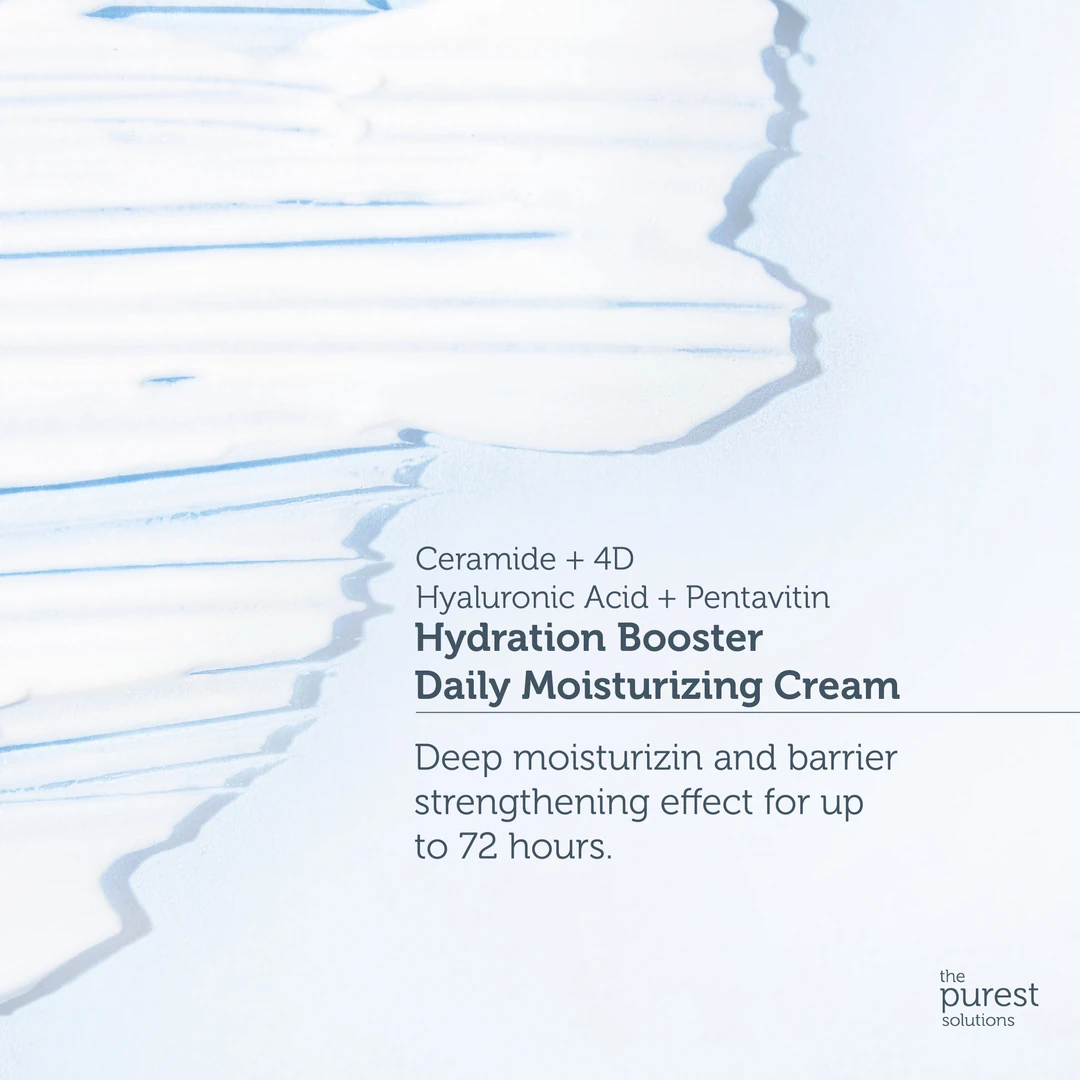 Ceramide + 4D
Hyaluronic Acid + Pentavitin
Hydration Booster
Daily Moisturizing Cream
Deep moisturizin and barrier
strengthening effect for up
to 72 hours.
the
purest
solutions